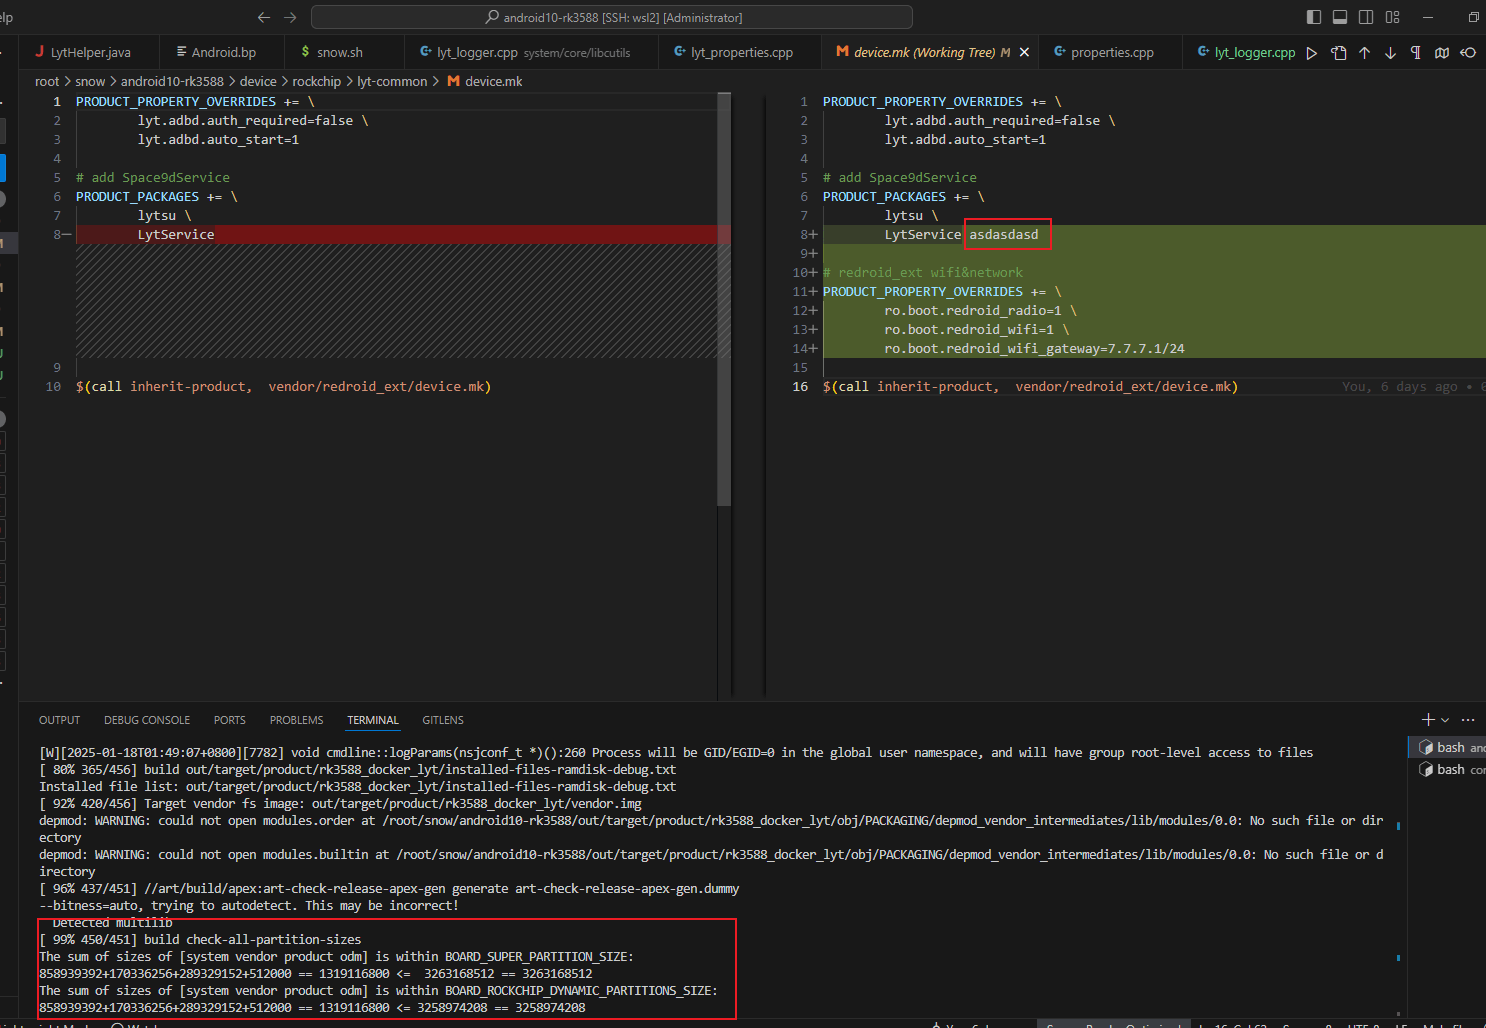 elp
android10-rk3588 [SSH: wsl2] [Administrator]
LytHelper.java
Android.bp
$ snow.sh
lyt_logger.cpp system/core/libcutils
lyt_properties.cpp
M device.mk (Working Tree) M
properties.cpp
lyt_logger.cpp
root > snow > android10-rk3588 > device > rockchip > lyt-common > M device.mk
1 PRODUCT_PROPERTY_OVERRIDES += \
2 lyt.adbd.auth_required=false \
3 lyt.adbd.auto_start=1
4
5 # add Space9dService
6 PRODUCT_PACKAGES += \
7 lytsu \
8— LytService
9
10 $(call inherit-product,  vendor/redroid_ext/device.mk)
1 PRODUCT_PROPERTY_OVERRIDES += \
2 lyt.adbd.auth_required=false \
3 lyt.adbd.auto_start=1
4
5 # add Space9dService
6 PRODUCT_PACKAGES += \
7 lytsu \
8+ LytService asdasdasd
9+
10+ # redroid_ext wifi&network
11+ PRODUCT_PROPERTY_OVERRIDES += \
12+ ro.boot.redroid_radio=1 \
13+ ro.boot.redroid_wifi=1 \
14+ ro.boot.redroid_wifi_gateway=7.7.7.1/24
15
16 $(call inherit-product,  vendor/redroid_ext/device.mk) You, 6 days ago •
OUTPUT
DEBUG CONSOLE
PORTS
PROBLEMS
TERMINAL
GITLENS
[W][2025-01-18T01:49:07+0800][7782] void cmdline::logParams(nsjconf_t *)():260 Process will be GID/EGID=0 in the global user namespace, and will have group root-level access to files
[ 80% 365/456] build out/target/product/rk3588_docker_lyt/installed-files-ramdisk-debug.txt
Installed file list: out/target/product/rk3588_docker_lyt/installed-files-ramdisk-debug.txt
[ 92% 420/456] Target vendor fs image: out/target/product/rk3588_docker_lyt/vendor.img
depmod: WARNING: could not open modules.order at /root/snow/android10-rk3588/out/target/product/rk3588_docker_lyt/obj/PACKAGING/depmod_vendor_intermediates/lib/modules/0.0: No such file or dir
ectory
depmod: WARNING: could not open modules.builtin at /root/snow/android10-rk3588/out/target/product/rk3588_docker_lyt/obj/PACKAGING/depmod_vendor_intermediates/lib/modules/0.0: No such file or d
irectory
[ 96% 437/451] //art/build/apex:art-check-release-apex-gen generate art-check-release-apex-gen.dummy
--bitness=auto, trying to autodetect. This may be incorrect!
Detected multilib
[ 99% 450/451] build check-all-partition-sizes
The sum of sizes of [system vendor product odm] is within BOARD_SUPER_PARTITION_SIZE:
858939392+170336256+289329152+512000 == 1319116800 <=  3263168512 == 3263168512
The sum of sizes of [system vendor product odm] is within BOARD_ROCKCHIP_DYNAMIC_PARTITIONS_SIZE:
858939392+170336256+289329152+512000 == 1319116800 <= 3258974208 == 3258974208
bash and
bash con